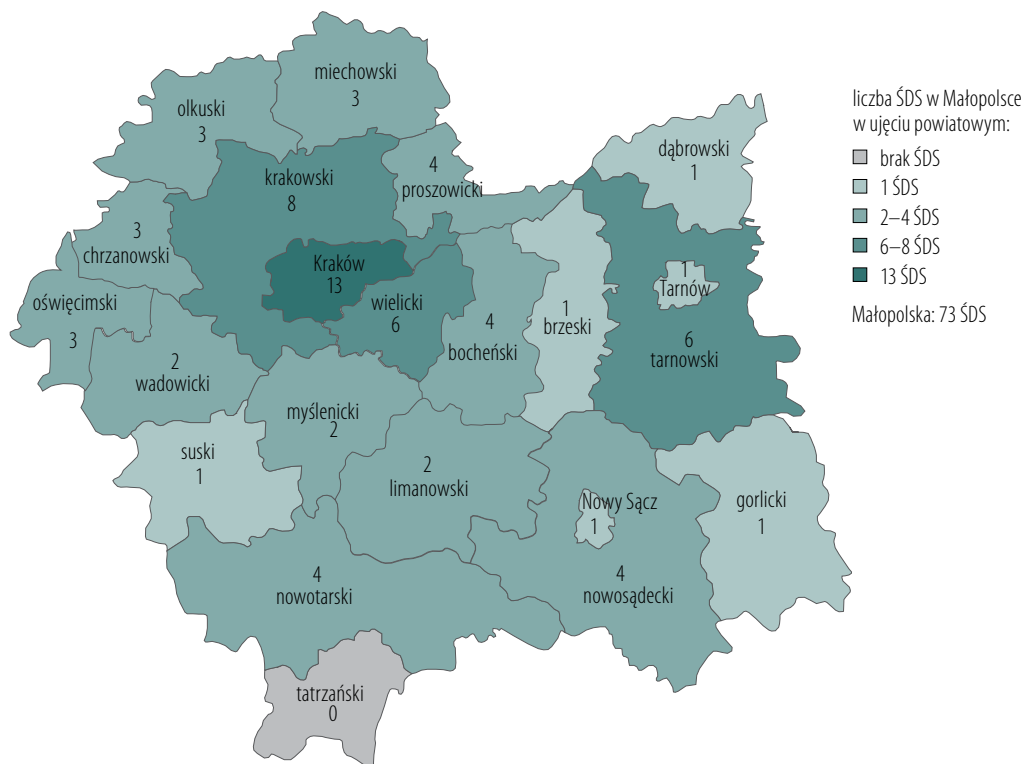 miechowski
3
olkuski
3
dąbrowski
1
4
proszowicki
krakowski
8
3
chrzanowski
Kraków
13
1
Tarnów
oświęcimski
3
wielicki
6
1
brzeski
4
bocheński
6
tarnowski
2
wadowicki
myślenicki
2
suski
1
2
limanowski
Nowy Sącz
1
gorlicki
1
4
nowotarski
4
nowosądecki
tatrzański
0
liczba ŚDS w Małopolsce
w ujęciu powiatowym:
brak ŚDS
1 ŚDS
2–4 ŚDS
6–8 ŚDS
13 ŚDS
Małopolska: 73 ŚDS